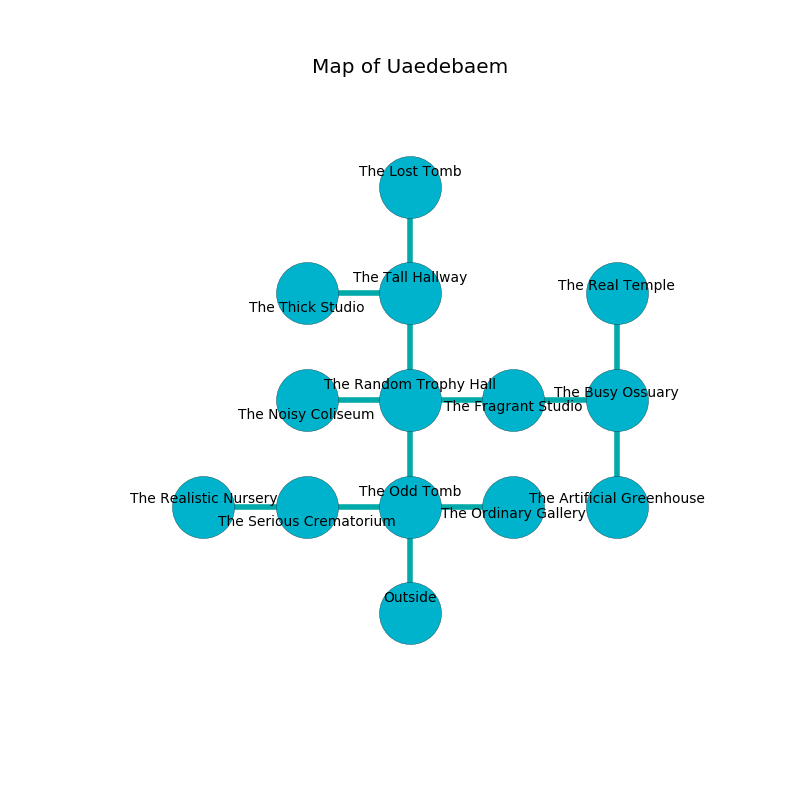 Map of Uaedebaem
The Lost Tomb
The Tall Hallway
The Real Temple
The Thick Studio
The Random Trophy Hall
The Busy Ossuary
The Fragrant Studio
The Noisy Coliseum
The Odd Tomb
The Realistic Nursery
The Artificial Greenhouse
The Ordinary Gallery
The Serious Crematorium
Outside